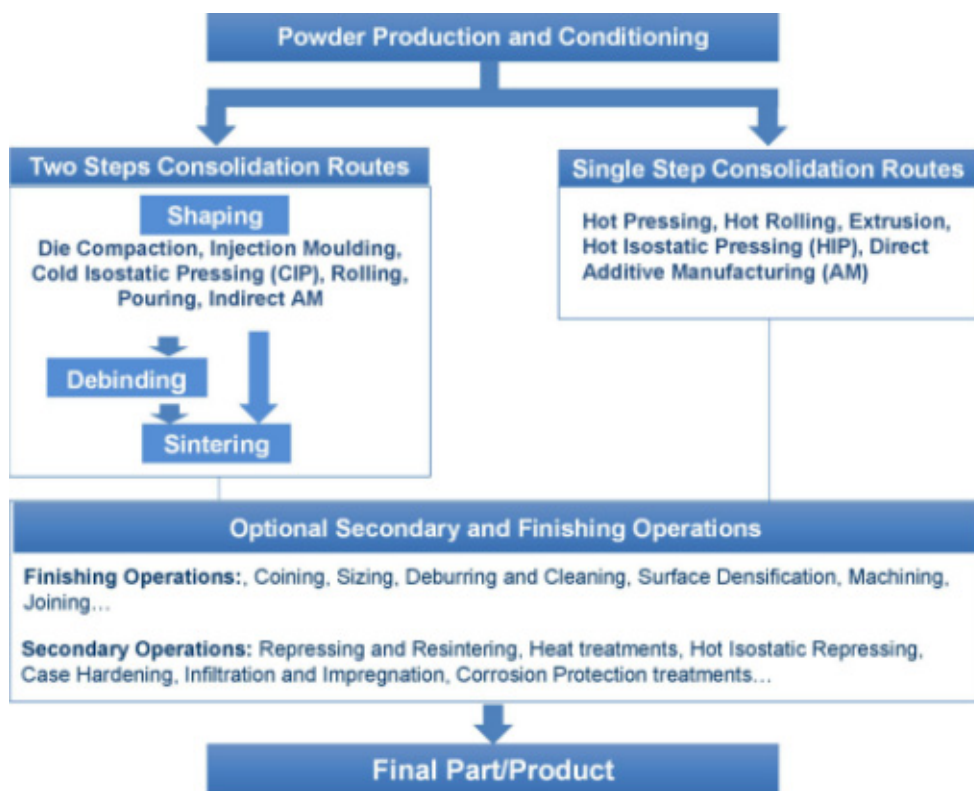 Powder Production and Conditioning
Two Steps Consolidation Routes
Shaping
Die Compaction, Injection Moulding,
Cold Isostatic Pressing (CIP), Rolling,
Pouring, Indirect AM
Debinding
Sintering
Single Step Consolidation Routes
Hot Pressing, Hot Rolling, Extrusion,
Hot Isostatic Pressing (HIP), Direct
Additive Manufacturing (AM)
Optional Secondary and Finishing Operations
Finishing Operations:, Coining, Sizing, Deburring and Cleaning, Surface Densification, Machining,
Joining…
Secondary Operations: Repressing and Resintering, Heat treatments, Hot Isostatic Repressing,
Case Hardening, Infiltration and Impregnation, Corrosion Protection treatments…
Final Part/Product